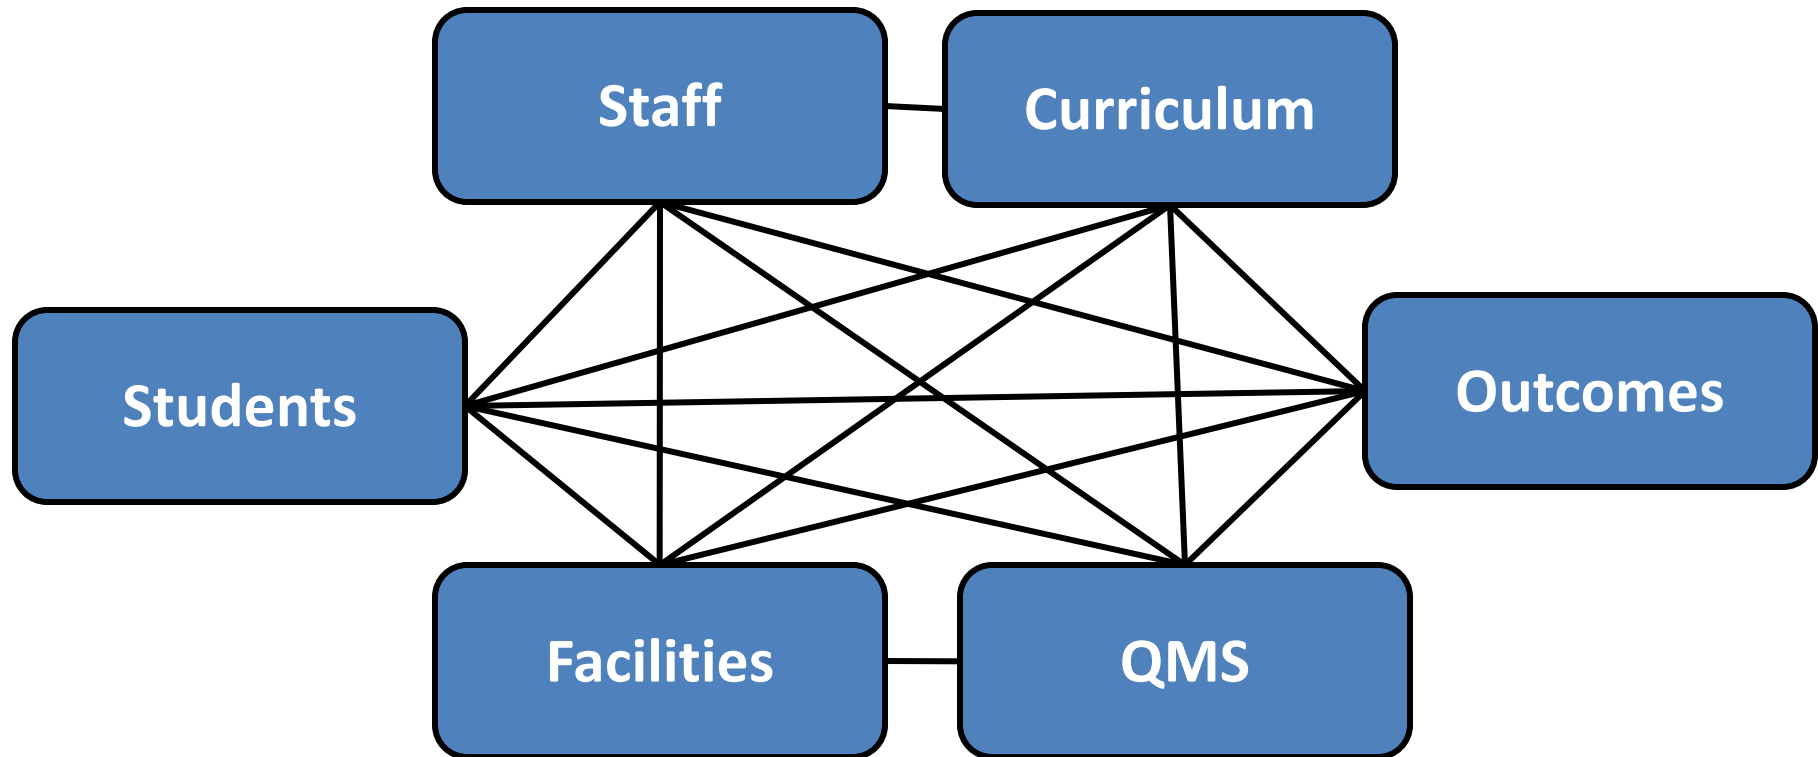 Staff
Curriculum
Students
Outcomes
Facilities
QMS